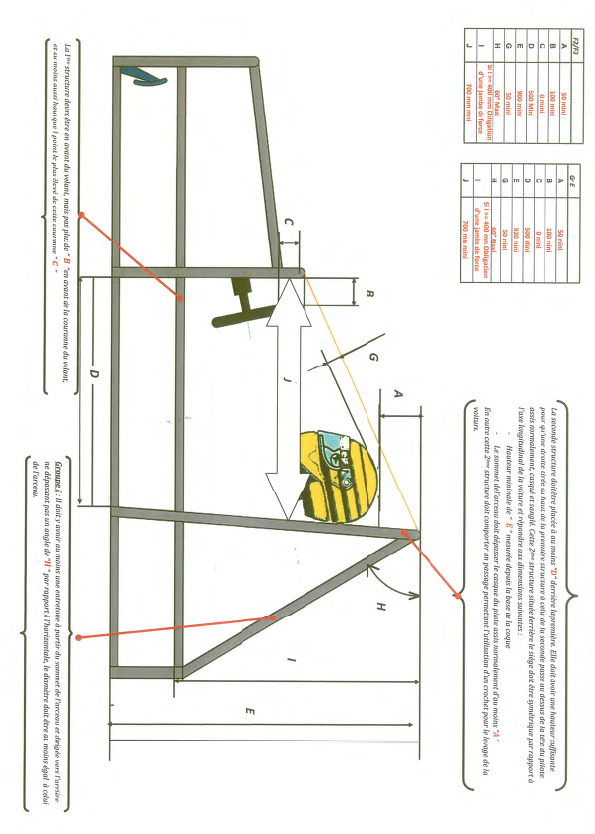 F2/F3
A 50 mini
B 100 mini
C 0 mini
D 500 Mini
E 900 mini
G 50 mini
H 60° Maxi
I Si I >= 400 mm Obligation
d'une jambe de force
J 700 mm mini
Gr E
A 50 mini
B 100 mini
C 0 mini
D 500 mini
E 920 mini
G 50 mini
H 60° Maxi
I Si I >= 400 mm Obligation
d'une jambe de force
J 700 mm mini
La seconde structure doit être placée à au moins "D" derrière la première. Elle doit avoir une hauteur suffisante
pour qu'une droite tirée du haut de la première structure à celui de la seconde passe au dessus de la tête du pilote
assis normalement, casqué et sanglé. Cette 2ème structure située derrière le siège doit être symétrique par rapport à
l'axe longitudinal de la voiture et répondre aux dimensions suivantes :
- Hauteur minimale de " E " mesurée depuis la base de la coque
- Le sommet de l'arceau doit dépasser le casque du pilote assis normalement d'au moins "A"
En outre cette 2ème structure doit comporter un passage permettant l'utilisation d'un crochet pour le levage de la
voiture.
A
B
C
G
J
D
H
I
E
La 1ère structure devra être en avant du volant, mais pas plus de " B " en avant de la couronne du volant,
et au moins aussi haut que le point le plus élevé de cette couronne " C "
Groupe : Il doit y avoir au moins une entretoise à partir du sommet de l'arceau et dirigée vers l'arrière
ne dépassant pas un angle de "H" par rapport à l'horizontale, le diamètre doit être au moins égal à celui
de l'arceau.